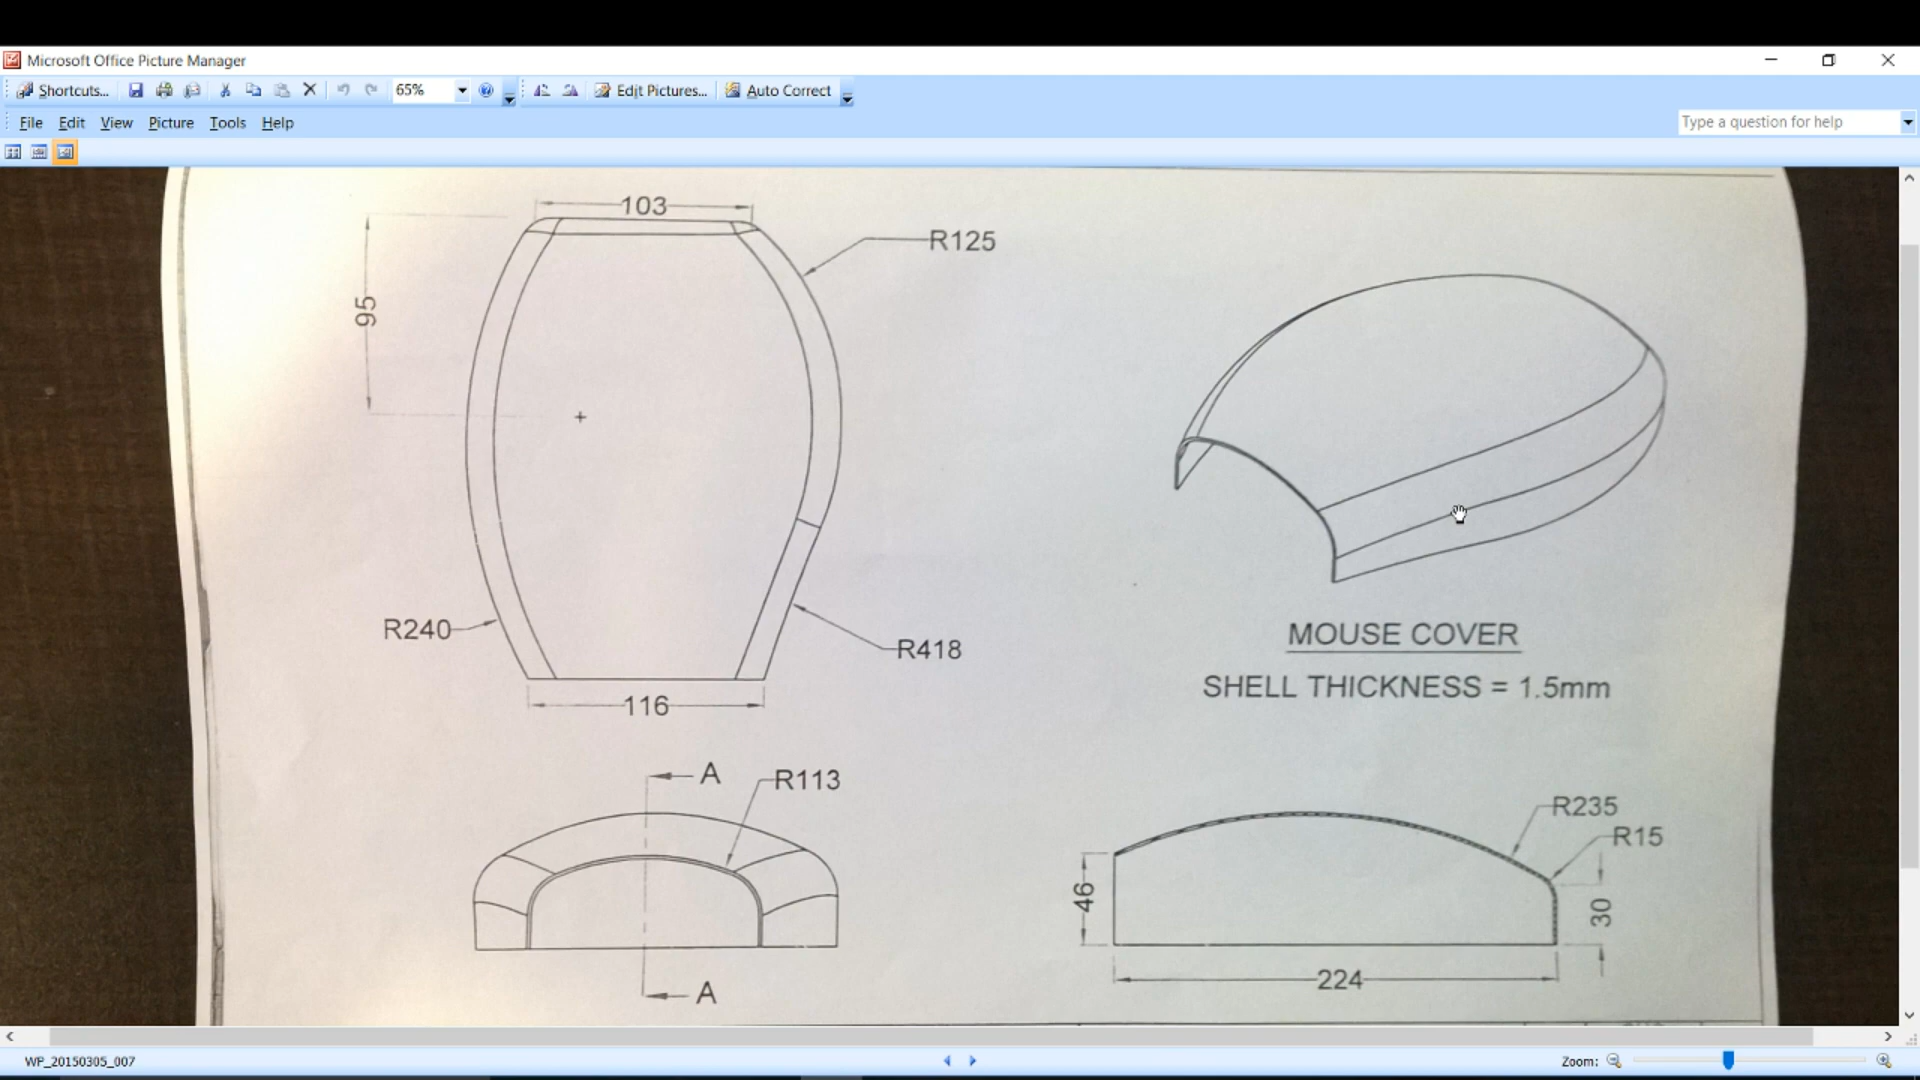 Microsoft Office Picture Manager
Shortcuts... 65% Edit Pictures... Auto Correct
File Edit View Picture Tools Help
Type a question for help
103
R125
95
R240
R418
116
MOUSE COVER
SHELL THICKNESS = 1.5mm
A
R113
A
R235
R15
46
30
224
WP_20150305_007
Zoom: